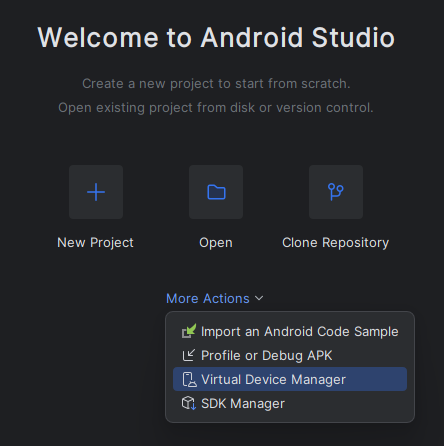 Welcome to Android Studio
Create a new project to start from scratch.
Open existing project from disk or version control.
New Project
Open
Clone Repository
More Actions
Import an Android Code Sample
Profile or Debug APK
Virtual Device Manager
SDK Manager